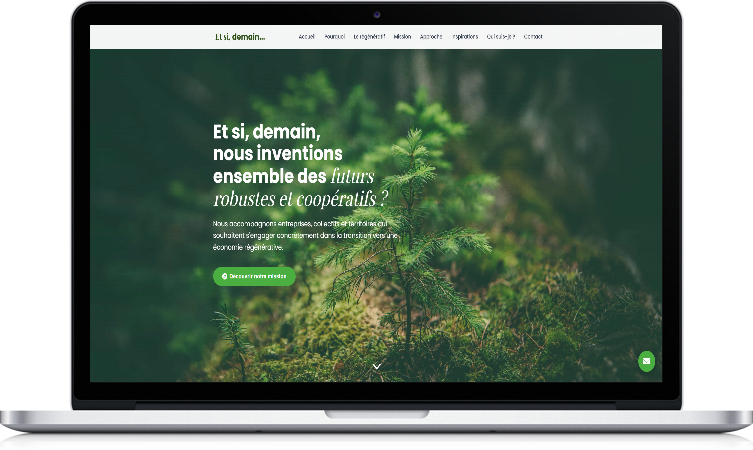 Et si, demain...
Accueil Pourquoi Le régénératif Mission Approche Inspirations Qui suis-je ? Contact
Et si, demain,
nous inventions
ensemble des futurs
robustes et coopératifs ?
Nous accompagnons entreprises, collectifs et territoires qui
souhaitent s'engager concrètement dans la transition vers une
économie régénérative.
Découvrir notre mission